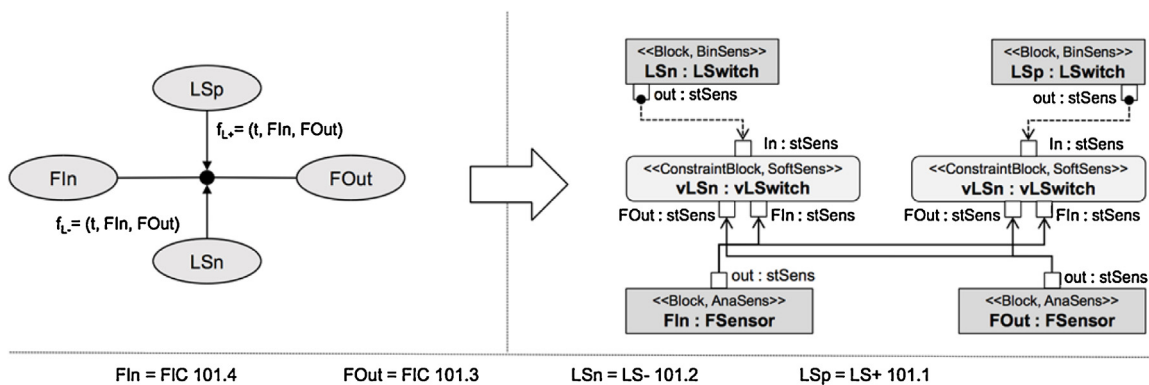 LSp
f_L+= (t, FIn, FOut)
FIn
FOut
f_L-= (t, FIn, FOut)
LSn
<<Block, BinSens>>
LSn : LSwitch
out : stSens
<<Block, BinSens>>
LSp : LSwitch
out : stSens
In : stSens
<<ConstraintBlock, SoftSens>>
vLSn : vLSwitch
FOut : stSens
FIn : stSens
In : stSens
<<ConstraintBlock, SoftSens>>
vLSn : vLSwitch
FOut : stSens
FIn : stSens
out : stSens
<<Block, AnaSens>>
FIn : FSensor
out : stSens
<<Block, AnaSens>>
FOut : FSensor
FIn = FIC 101.4
FOut = FIC 101.3
LSn = LS- 101.2
LSp = LS+ 101.1